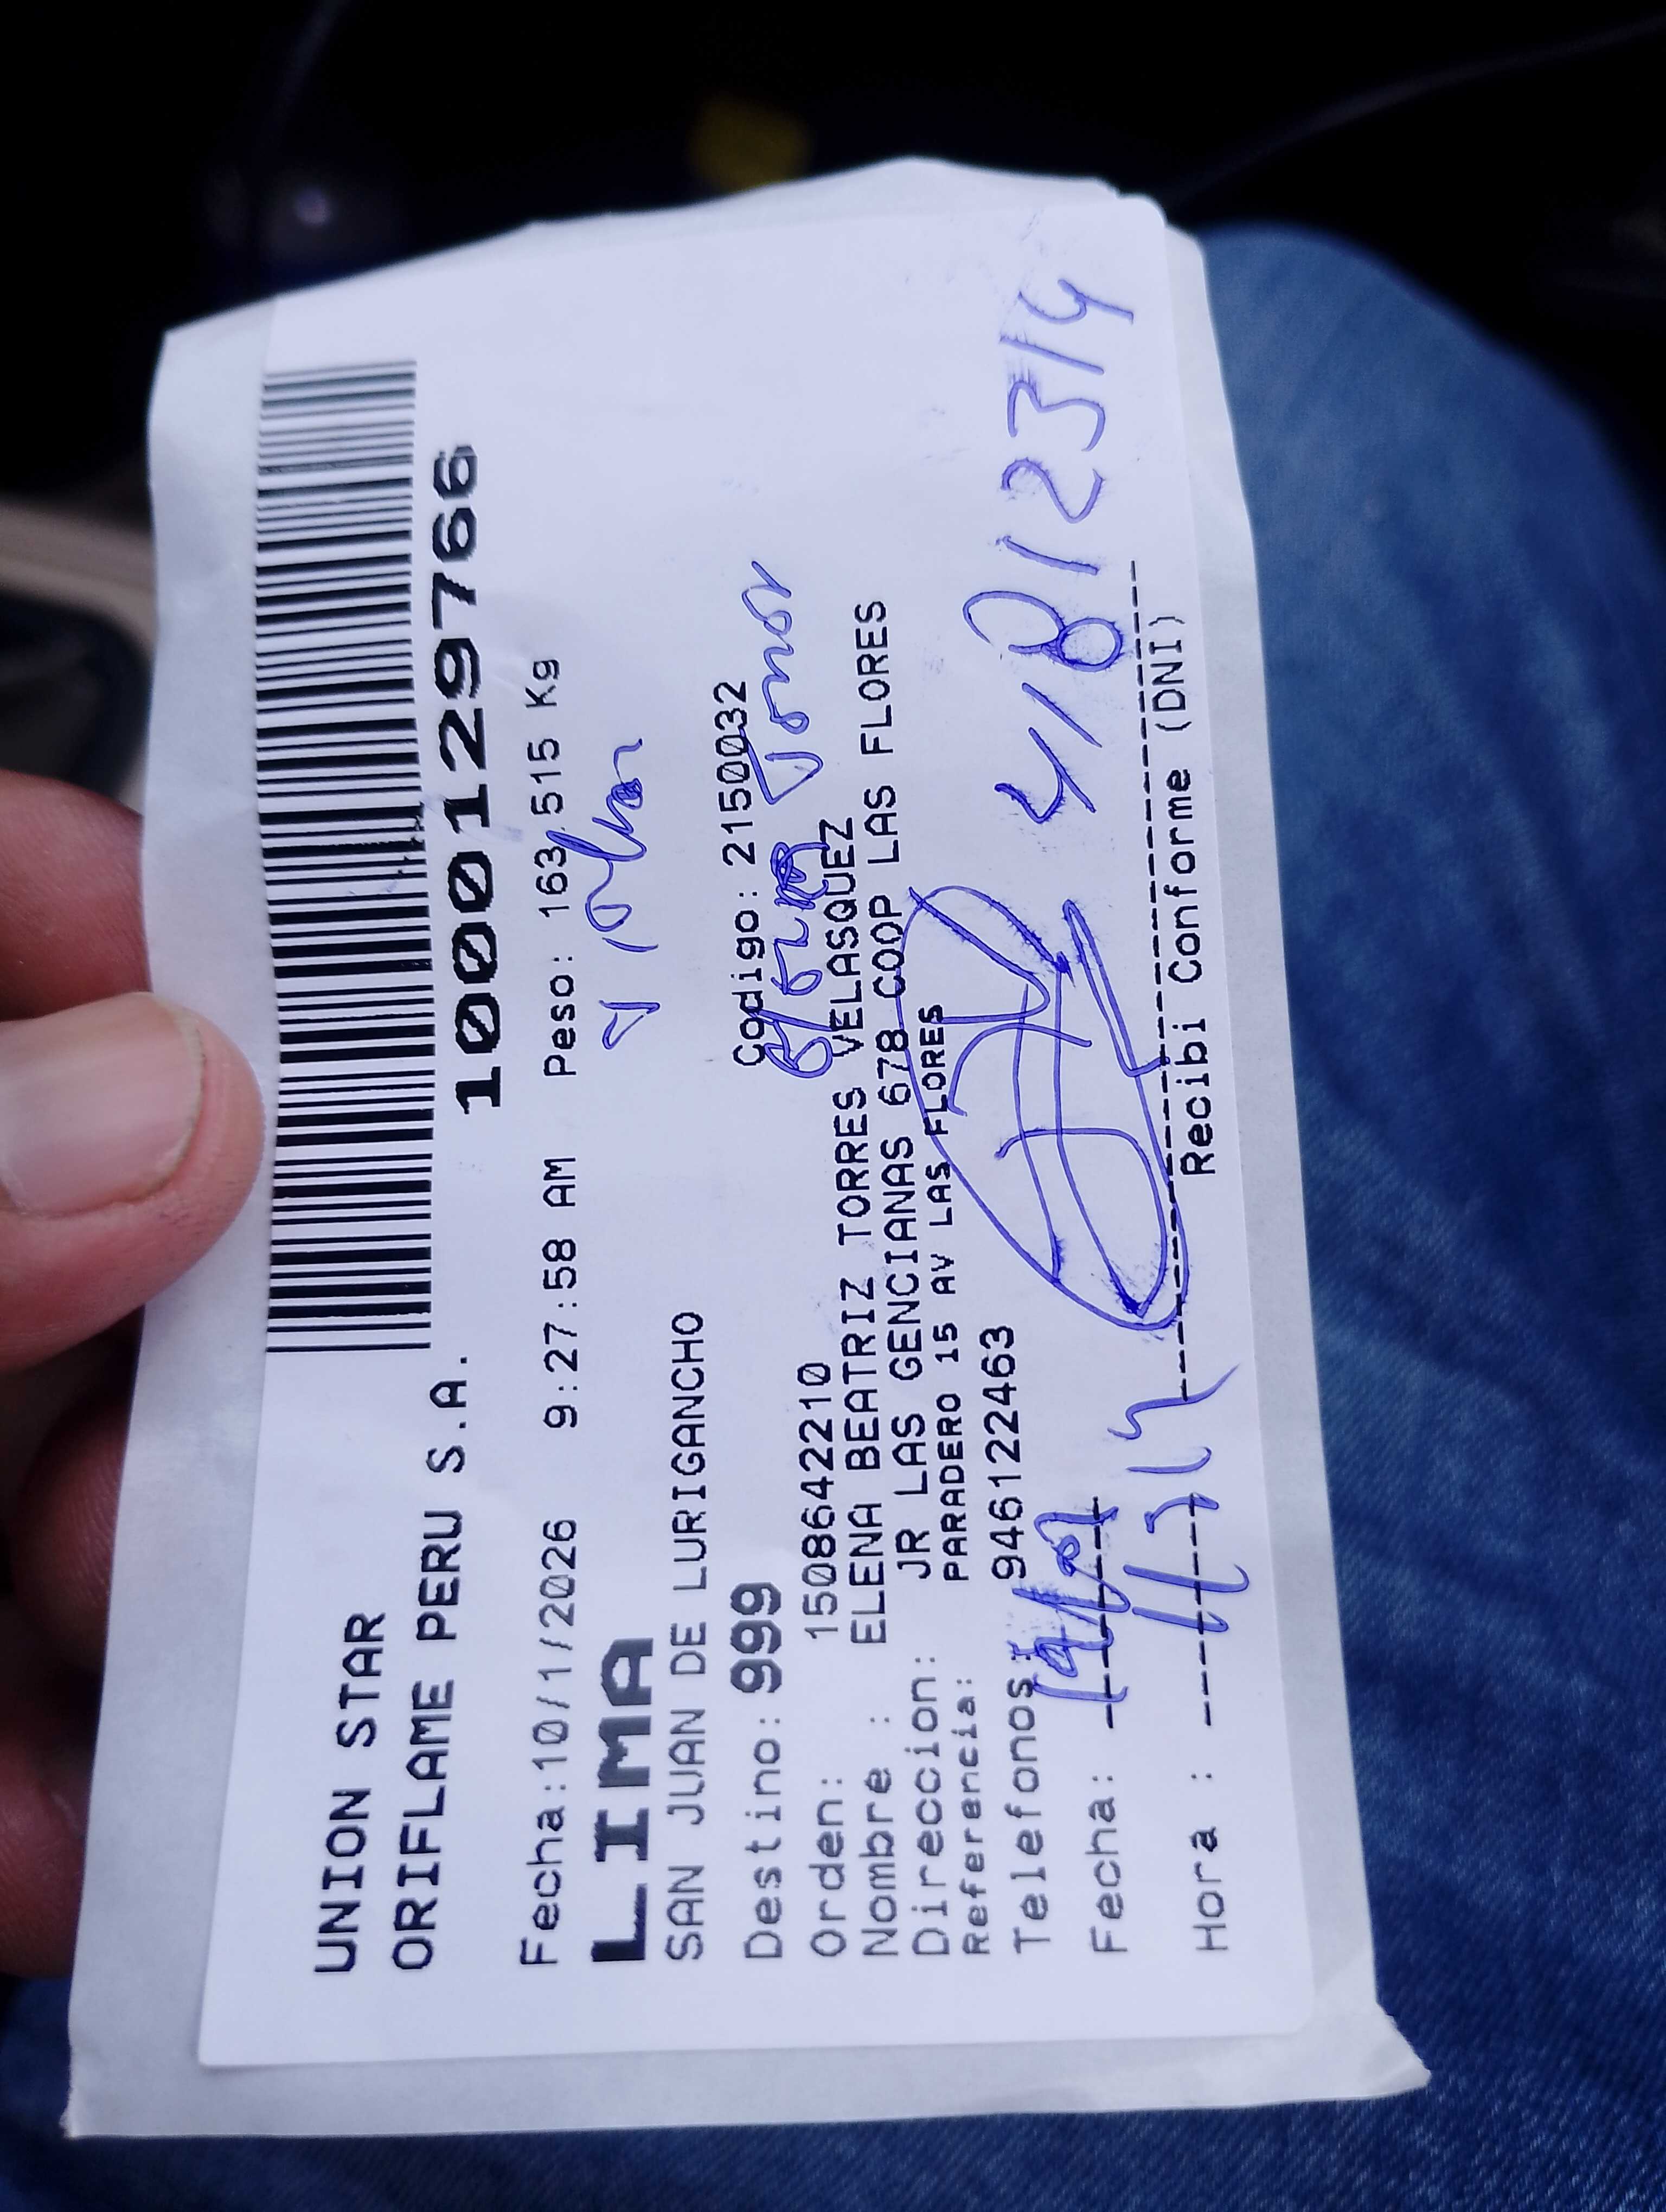 UNION STAR
ORIFLAME PERU S.A.
1000129766
Fecha:10/1/2026 9:27:58 AM Peso: 163,515 Kg
LIMA
SAN JUAN DE LURIGANCHO
Destino: 999 Codigo: 2150032
Orden: 1508642210
Nombre : ELENA BEATRIZ TORRES VELASQUEZ
Direccion: JR LAS GENCIANAS 678 COOP LAS FLORES
Referencia: PARADERO 15 AV LAS FLORES
Telefonos: 946122463
Fecha:
41812314
Hora :
Recibi Conforme (DNI)